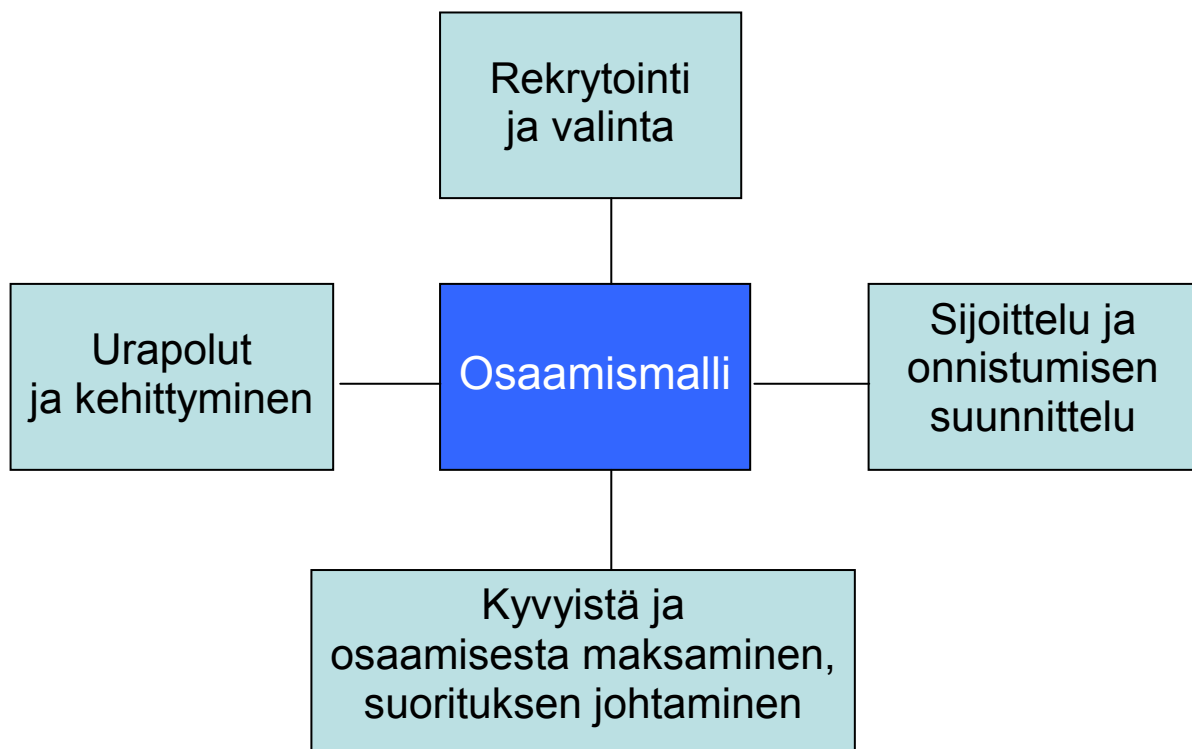 Rekrytointi
ja valinta
Urapolut
ja kehittyminen
Osaamismalli
Sijoittelu ja
onnistumisen
suunnittelu
Kyvyistä ja
osaamisesta maksaminen,
suorituksen johtaminen